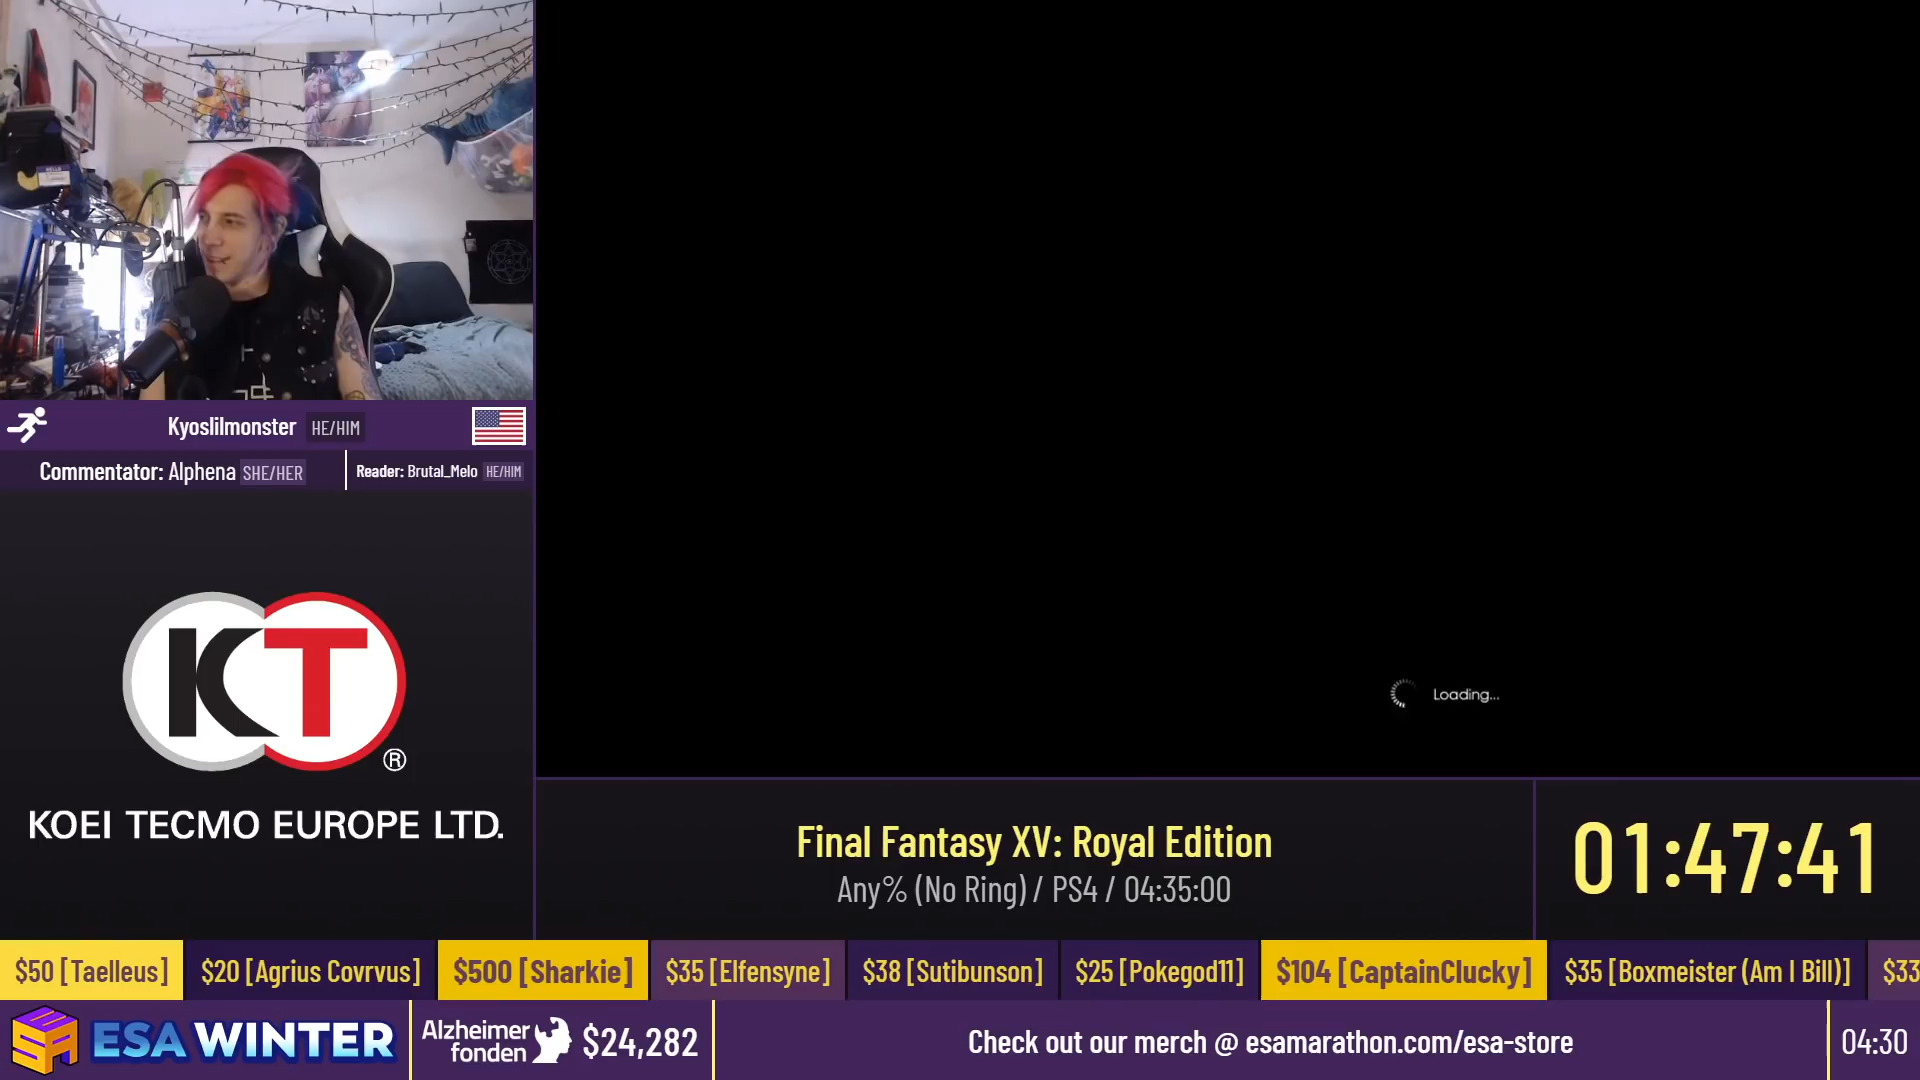 Loading...
Kyoslilmonster HE/HIM
Commentator: Alphena SHE/HER
Reader: Brutal_Melo HE/HIM
KT
®
KOEI TECMO EUROPE LTD.
Final Fantasy XV: Royal Edition
Any% (No Ring) / PS4 / 04:35:00
01:47:41
$50 [Taelleus] $20 [Agrius Covrvus] $500 [Sharkie] $35 [Elfensyne] $38 [Sutibunson] $25 [Pokegod11] $104 [CaptainClucky] $35 [Boxmeister (Am I Bill)] $33
ESA WINTER
Alzheimer
fonden
$24,282
Check out our merch @ esamarathon.com/esa-store
04:30